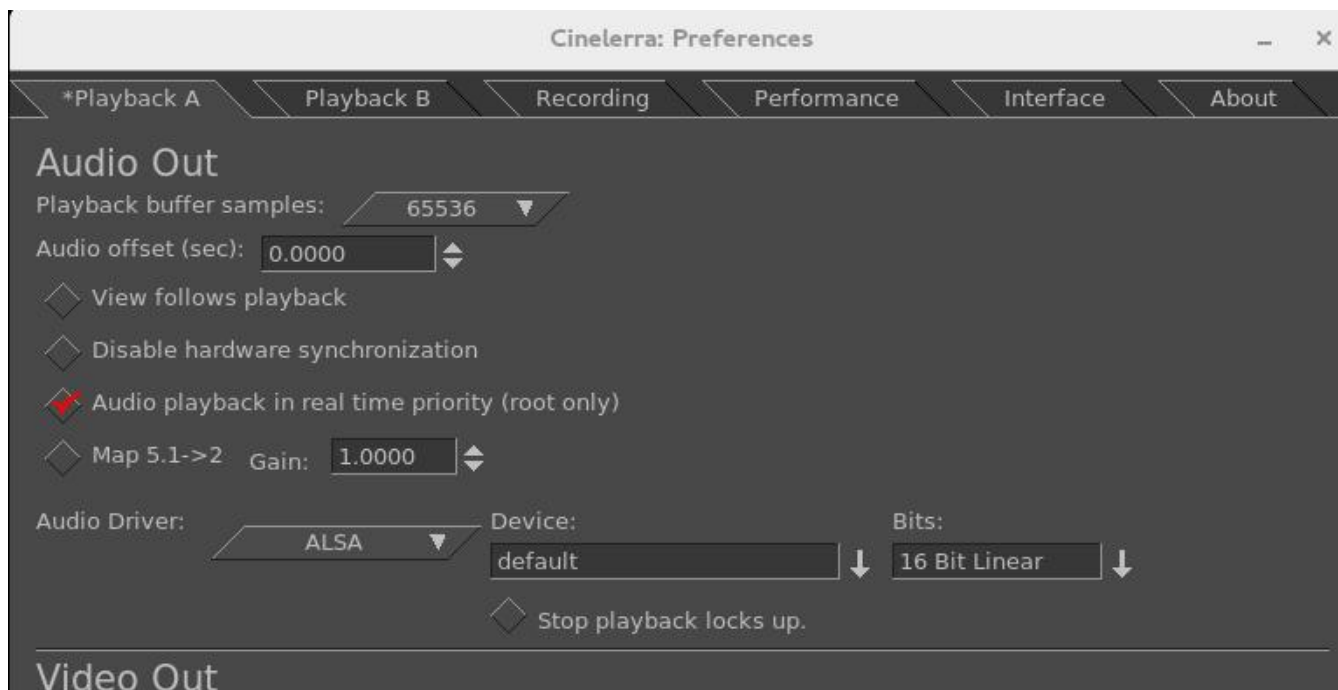 Cinelerra: Preferences
*Playback A Playback B Recording Performance Interface About
Audio Out
Playback buffer samples: 65536
Audio offset (sec): 0.0000
View follows playback
Disable hardware synchronization
Audio playback in real time priority (root only)
Map 5.1->2 Gain: 1.0000
Audio Driver: ALSA Device: Bits:
default 16 Bit Linear
Stop playback locks up.
Video Out